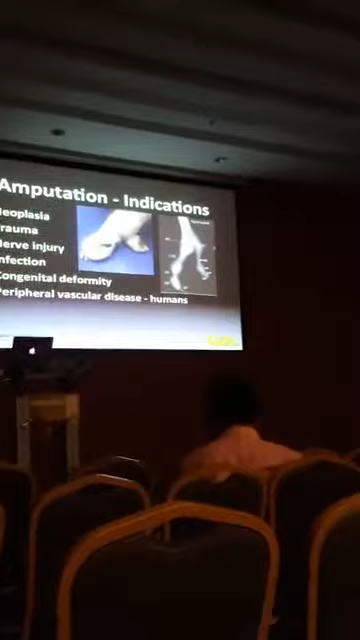 Amputation - Indications
eoplasia
rauma
erve injury
nfection
Congenital deformity
Peripheral vascular disease - humans